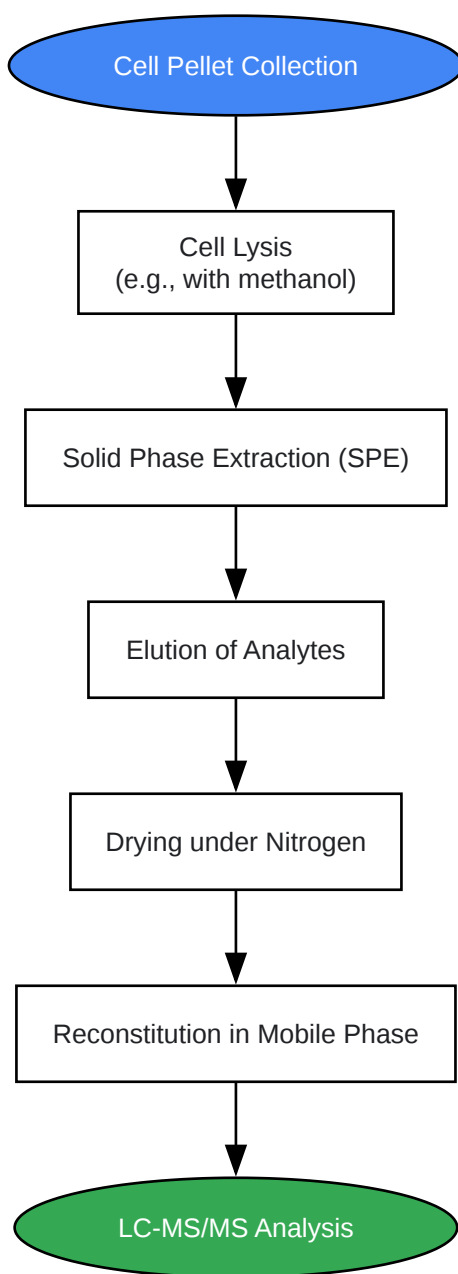 Cell Pellet Collection
Cell Lysis
(e.g., with methanol)
Solid Phase Extraction (SPE)
Elution of Analytes
Drying under Nitrogen
Reconstitution in Mobile Phase
LC-MS/MS Analysis